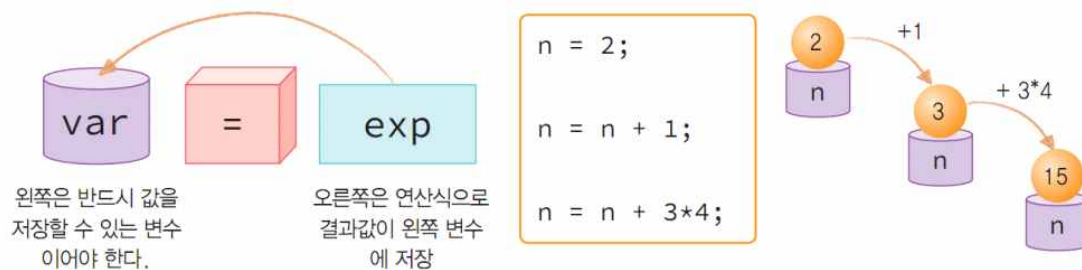 var
=
exp
왼쪽은 반드시 값을
저장할 수 있는 변수
이어야 한다.
오른쪽은 연산식으로
결과값이 왼쪽 변수
에 저장
n = 2;
n = n + 1;
n = n + 3*4;
2
n
+1
3
n
+ 3*4
15
n